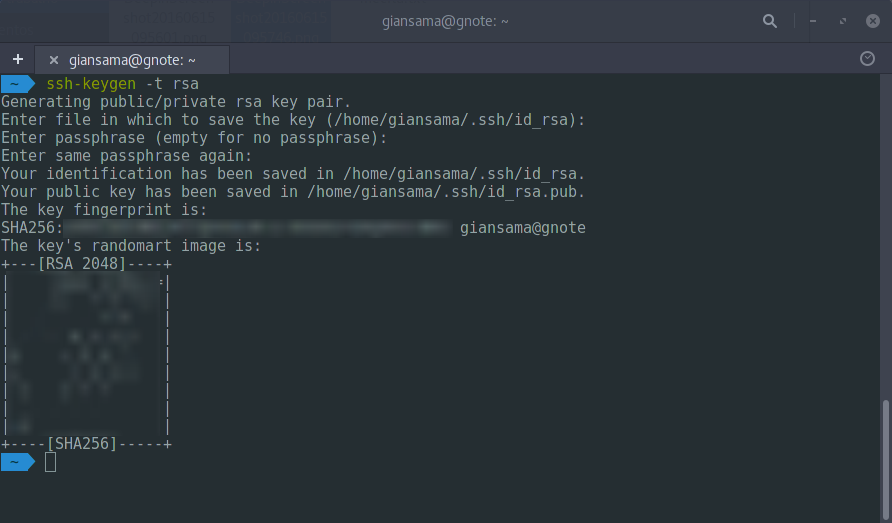 giansama@gnote: ~
giansama@gnote: ~
~ ssh-keygen -t rsa
Generating public/private rsa key pair.
Enter file in which to save the key (/home/giansama/.ssh/id_rsa):
Enter passphrase (empty for no passphrase):
Enter same passphrase again:
Your identification has been saved in /home/giansama/.ssh/id_rsa.
Your public key has been saved in /home/giansama/.ssh/id_rsa.pub.
The key fingerprint is:
SHA256: giansama@gnote
The key's randomart image is:
+---[RSA 2048]----+
+----[SHA256]-----+
~